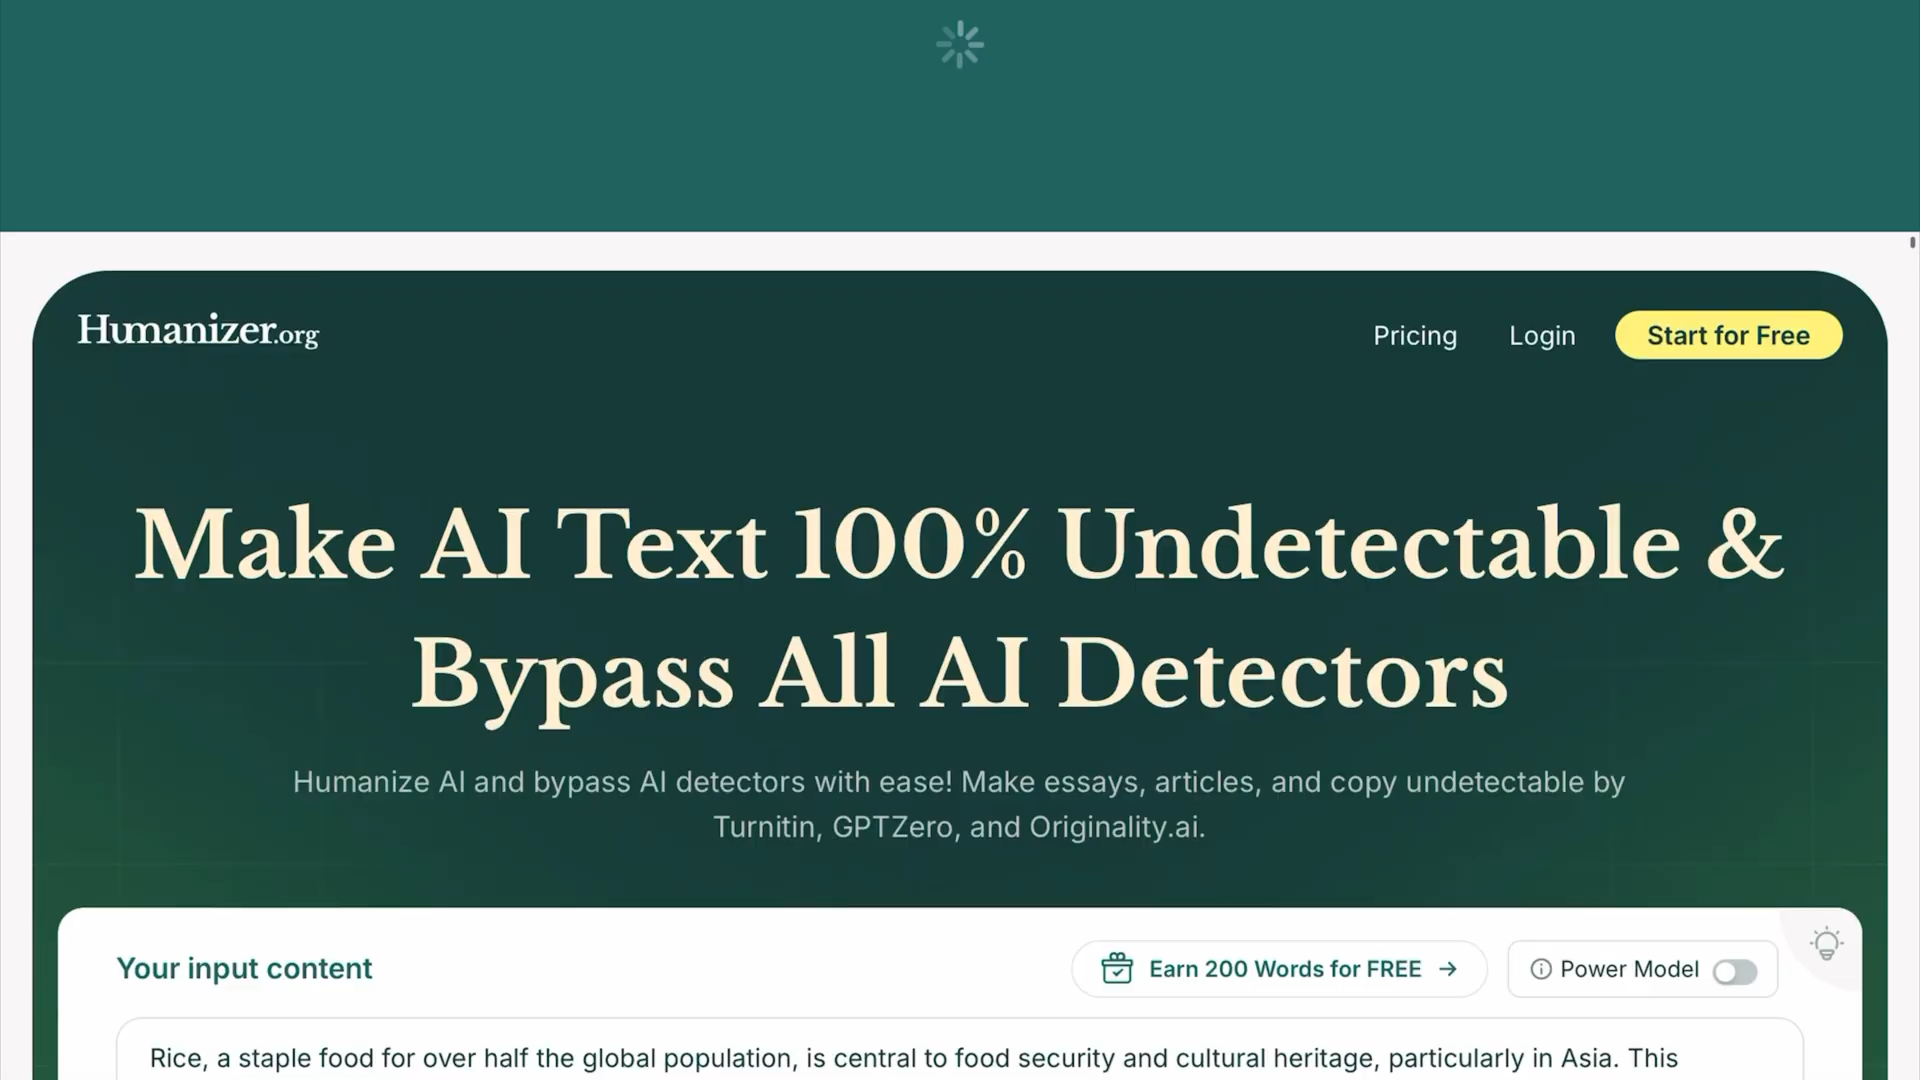 Humanizer.org
Pricing
Login
Start for Free
Make AI Text 100% Undetectable &
Bypass All AI Detectors
Humanize AI and bypass AI detectors with ease! Make essays, articles, and copy undetectable by
Turnitin, GPTZero, and Originality.ai.
Your input content
Earn 200 Words for FREE →
Power Model
Rice, a staple food for over half the global population, is central to food security and cultural heritage, particularly in Asia. This